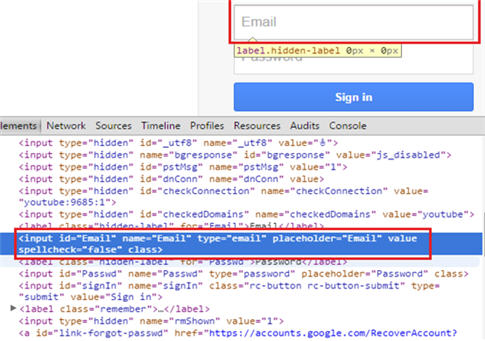 Email
label.hidden-label 0px × 0px
Password
Sign in
Elements Network Sources Timeline Profiles Resources Audits Console
<input type="hidden" id="_utf8" name="_utf8" value="☃">
<input type="hidden" name="bgresponse" id="bgresponse" value="js_disabled">
<input type="hidden" id="pstMsg" name="pstMsg" value="1">
<input type="hidden" id="dnConn" name="dnConn" value>
<input type="hidden" id="checkConnection" name="checkConnection" value=
"youtube:9685:1">
<input type="hidden" id="checkedDomains" name="checkedDomains" value="youtube">
<label class="hidden-label" for="Email">Email</label>
<input id="Email" name="Email" type="email" placeholder="Email" value
spellcheck="false" class>
<label class="hidden-label" for="Passwd">Password</label>
<input id="Passwd" name="Passwd" type="password" placeholder="Password" class>
<input id="signIn" name="signIn" class="rc-button rc-button-submit" type=
"submit" value="Sign in">
<label class="remember">…</label>
<input type="hidden" name="rmShown" value="1">
<a id="link-forgot-passwd" href="https://accounts.google.com/RecoverAccount?